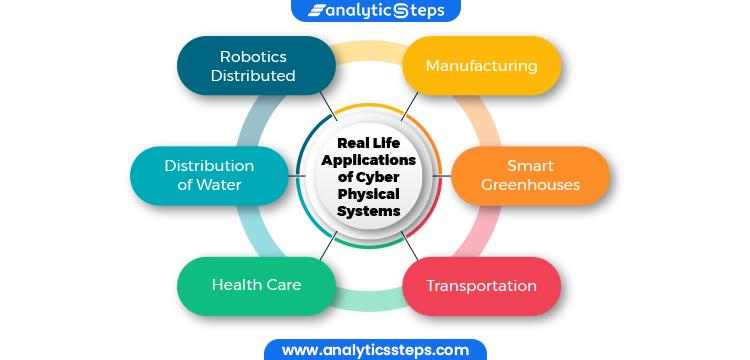 analyticSteps
Robotics
Distributed
Manufacturing
Real Life
Applications
of Cyber
Physical
Systems
Distribution
of Water
Smart
Greenhouses
Health Care
Transportation
www.analyticssteps.com